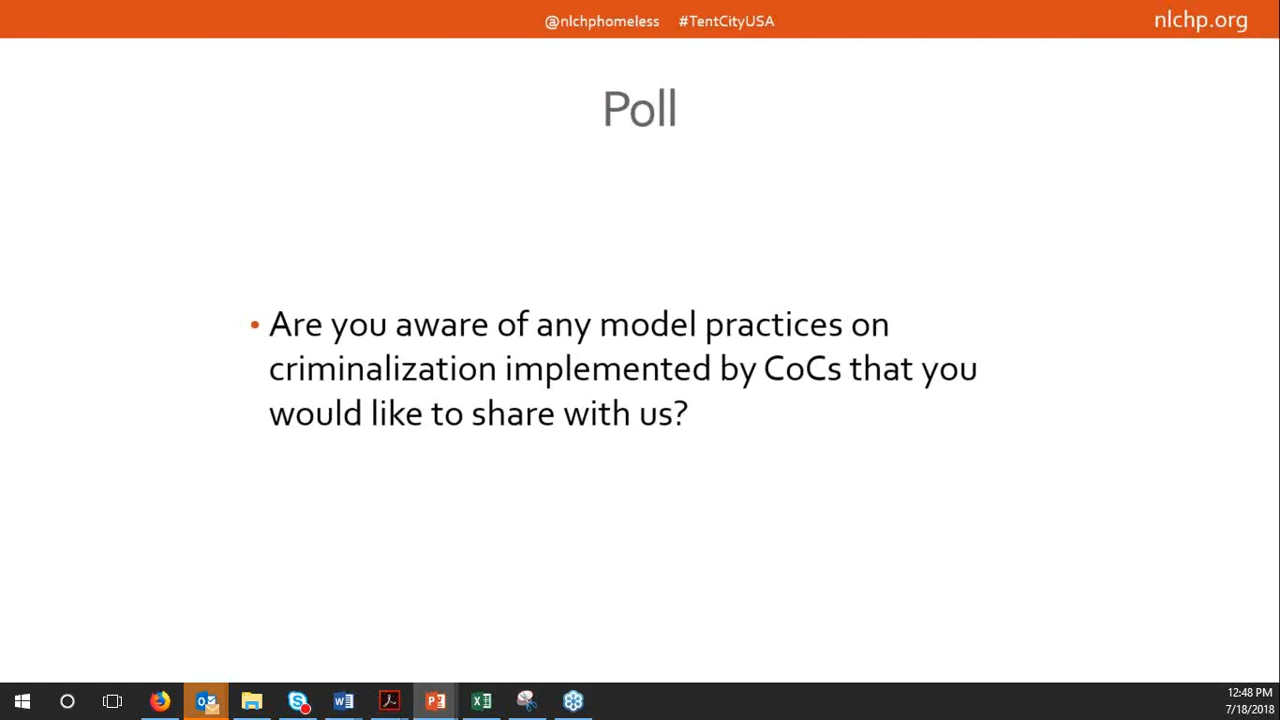 @nlchphomeless #TentCityUSA nlchp.org
Poll
• Are you aware of any model practices on
criminalization implemented by CoCs that you
would like to share with us?
12:48 PM
7/18/2018